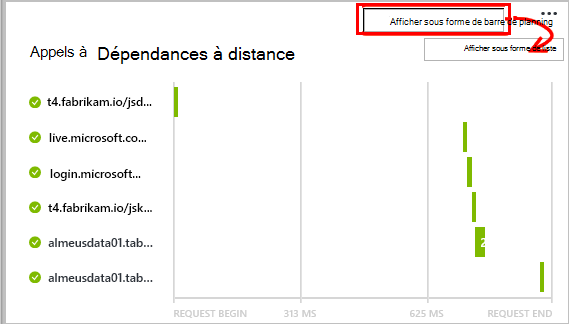 Afficher sous forme de barre de planning
Afficher sous forme de liste
Appels à Dépendances à distance
t4.fabrikam.io/jsd...
live.microsoft.co...
login.microsoft...
t4.fabrikam.io/jsk...
almeusdata01.tab...
2
almeusdata01.tab...
REQUEST BEGIN 313 MS 625 MS REQUEST END